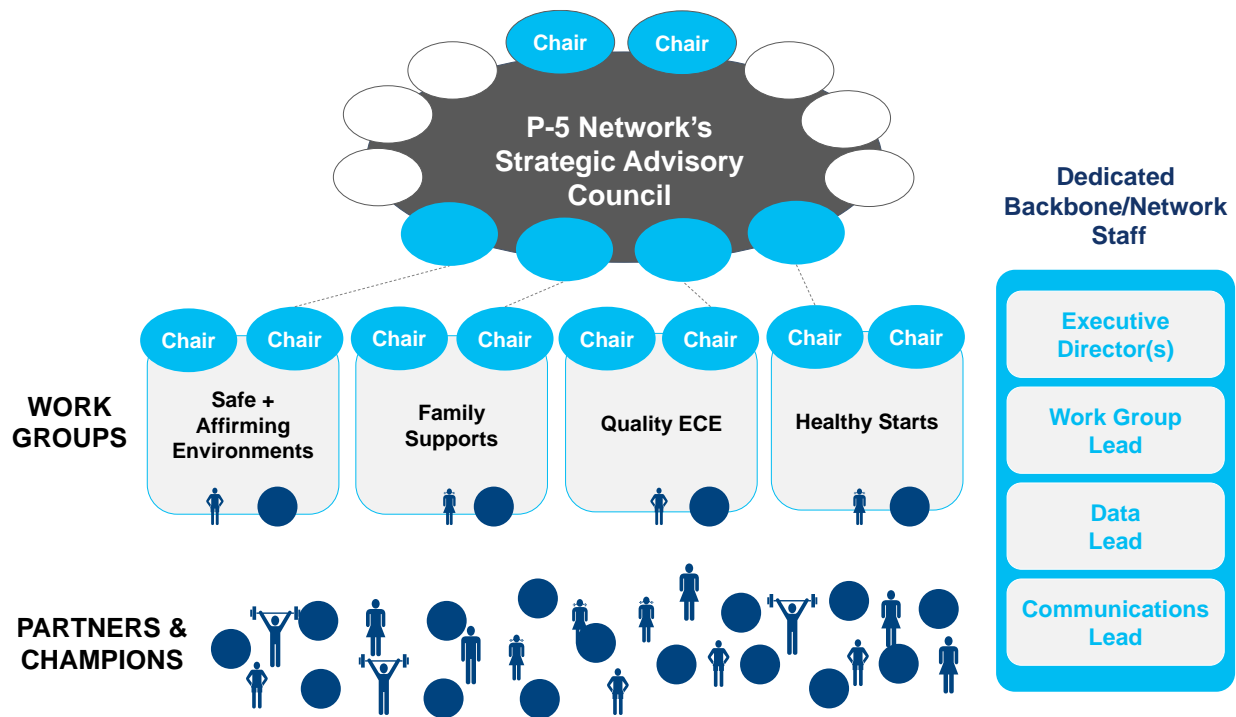 Chair
Chair
P-5 Network’s
Strategic Advisory
Council
Dedicated
Backbone/Network
Staff
Chair
Chair
Chair
Chair
Chair
Chair
Chair
Chair
WORK
GROUPS
Safe +
Affirming
Environments
Family
Supports
Quality ECE
Healthy Starts
Executive
Director(s)
Work Group
Lead
Data
Lead
Communications
Lead
PARTNERS &
CHAMPIONS